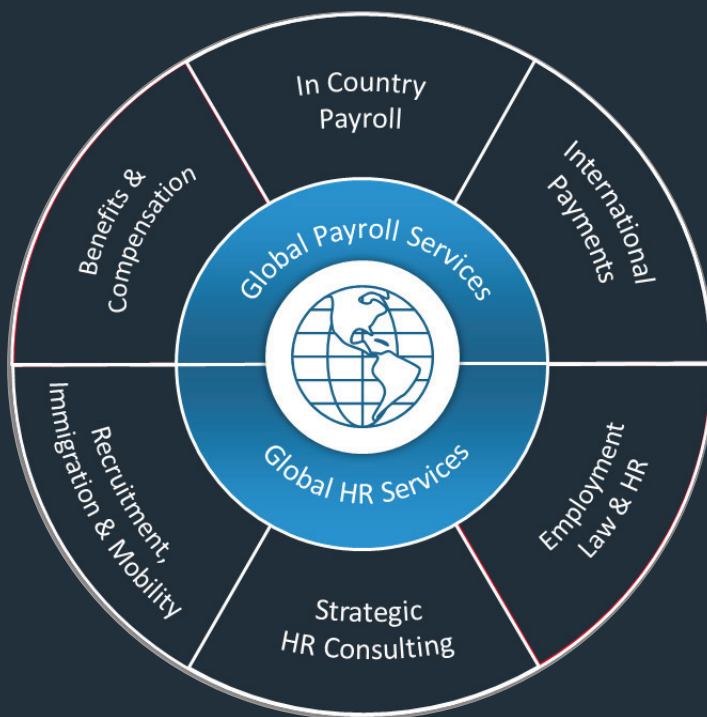 In Country
Payroll
International
Payments
Benefits &
Compensation
Global Payroll Services
Global HR Services
Recruitment,
Immigration & Mobility
Employment
Law & HR
Strategic
HR Consulting